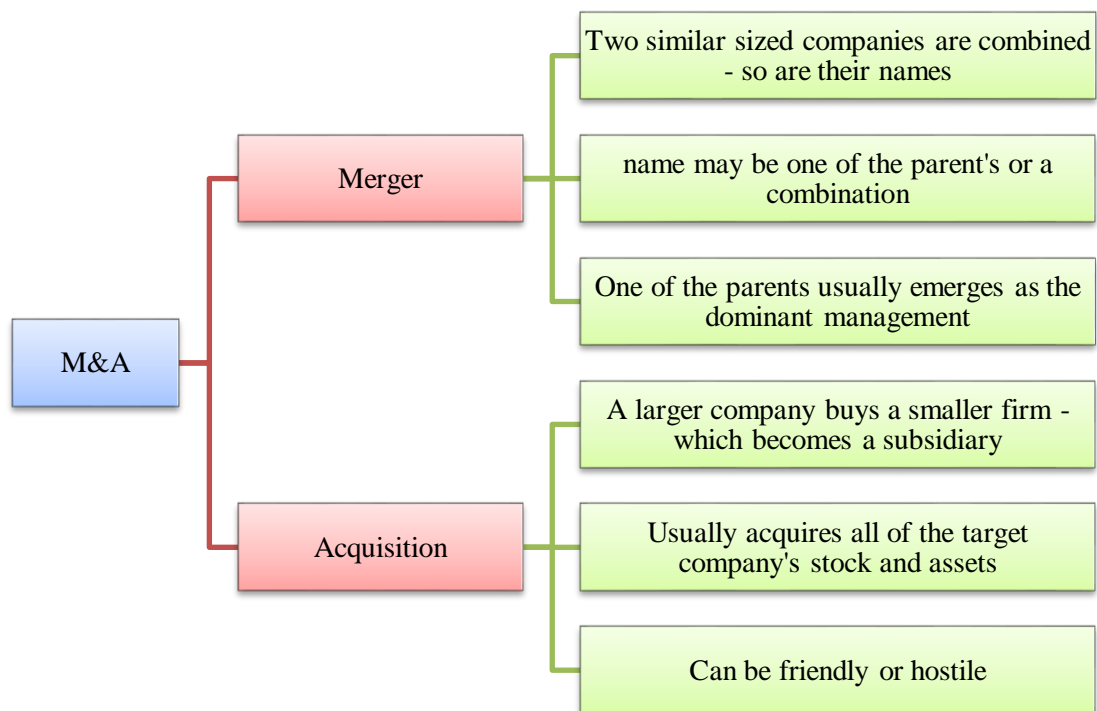 M&A
Merger
Two similar sized companies are combined
- so are their names
name may be one of the parent's or a
combination
One of the parents usually emerges as the
dominant management
Acquisition
A larger company buys a smaller firm -
which becomes a subsidiary
Usually acquires all of the target
company's stock and assets
Can be friendly or hostile